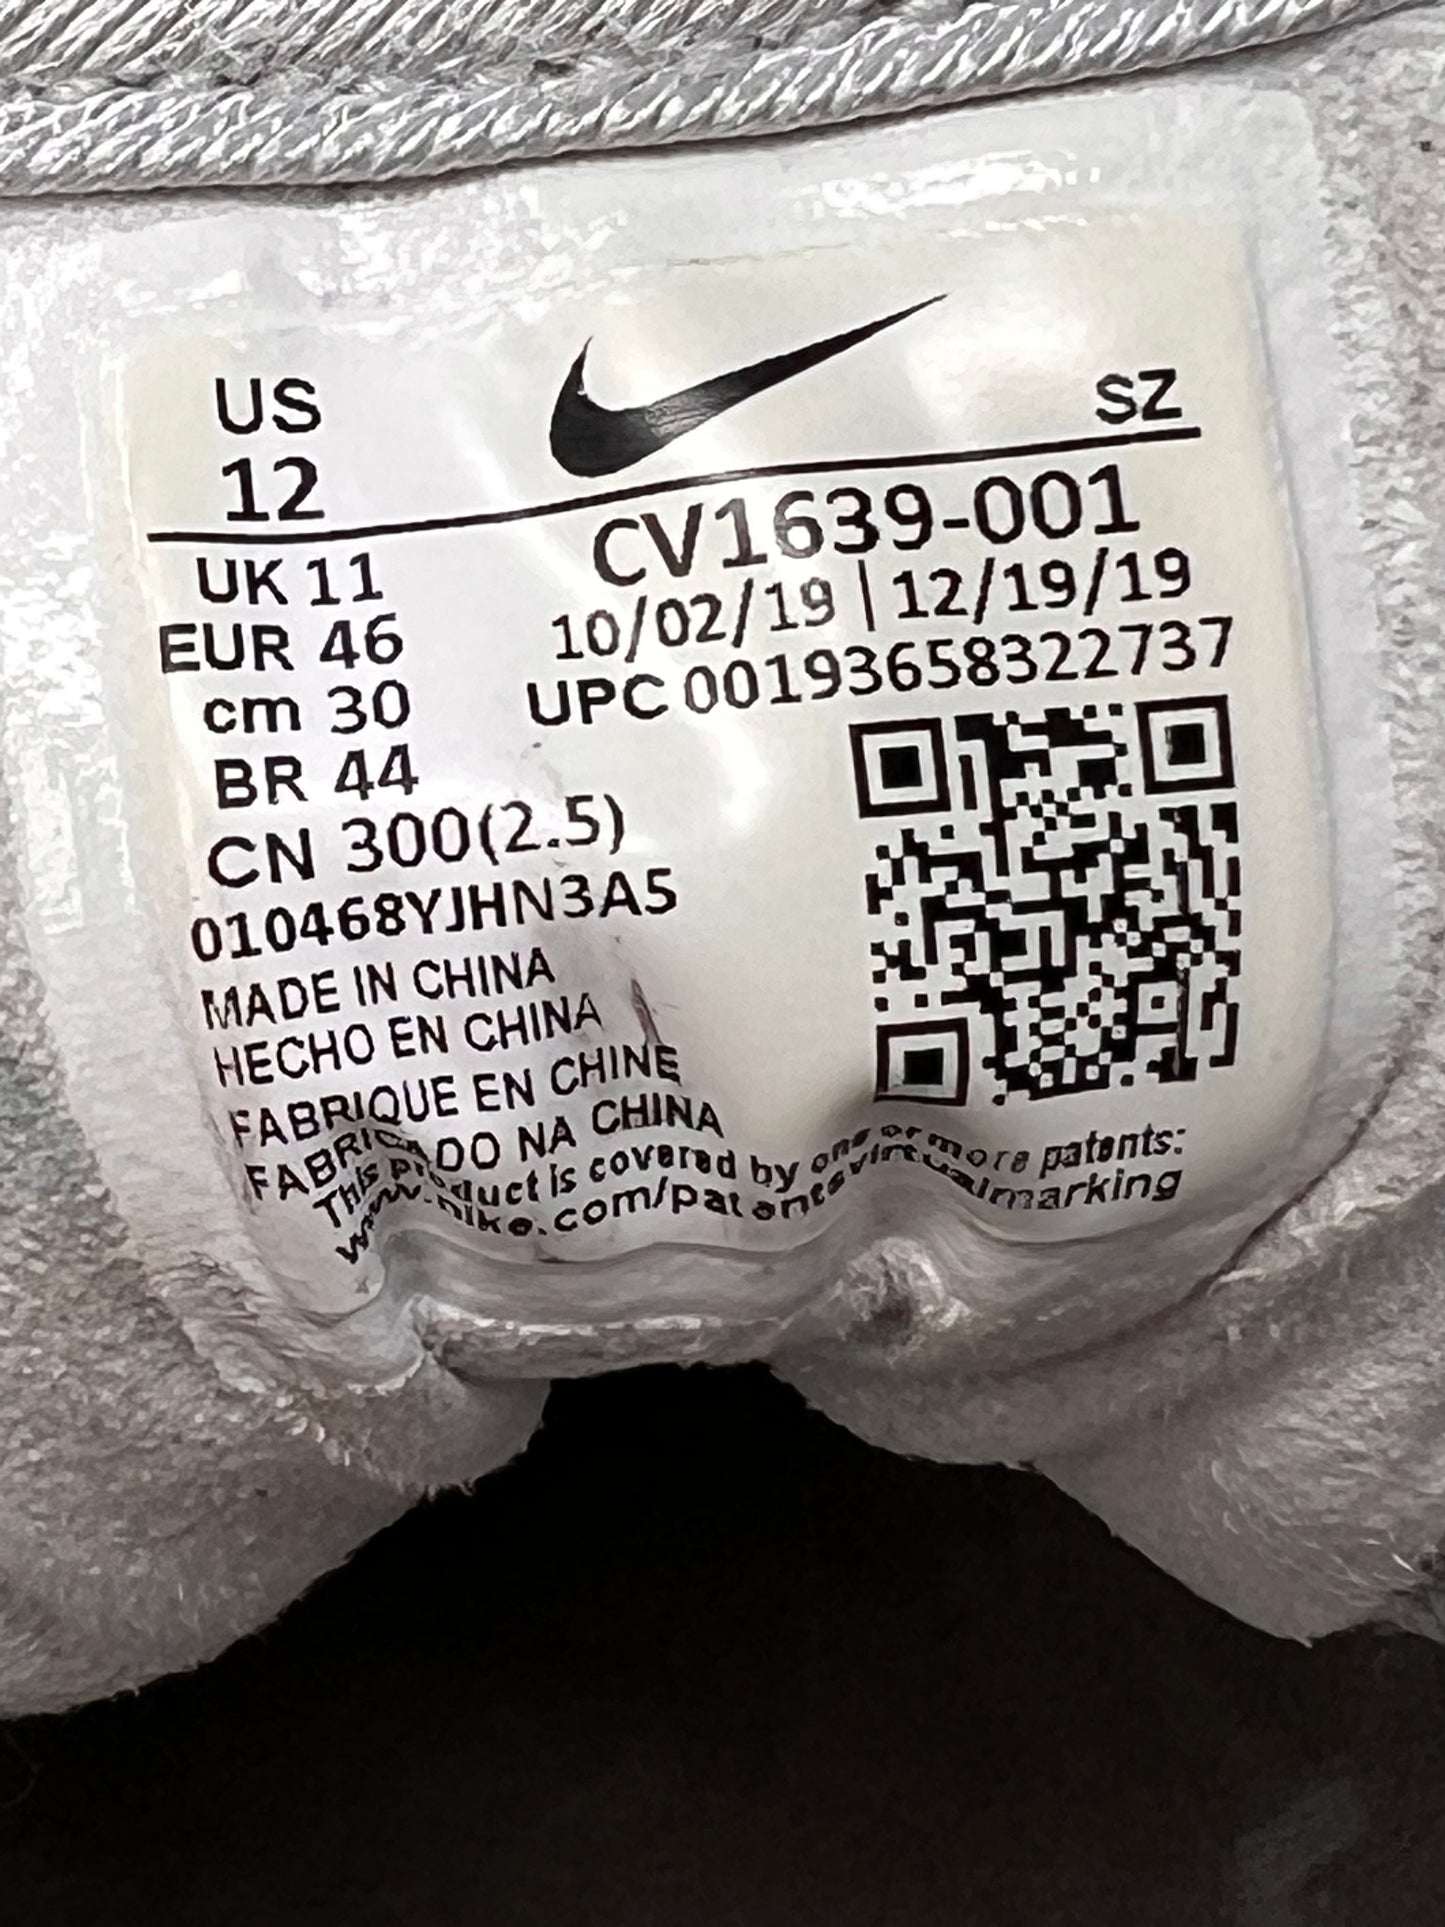 US
12
SZ
UK 11
EUR 46
cm 30
BR 44
CN 300(2.5)
010468YJHN3A5
CV1639-001
10/02/19 | 12/19/19
UPC 00193658322737
MADE IN CHINA
HECHO EN CHINA
FABRIQUE EN CHINE
FABRICADO NA CHINA
This product is covered by one or more patents:
www.nike.com/patentsvirtualmarking